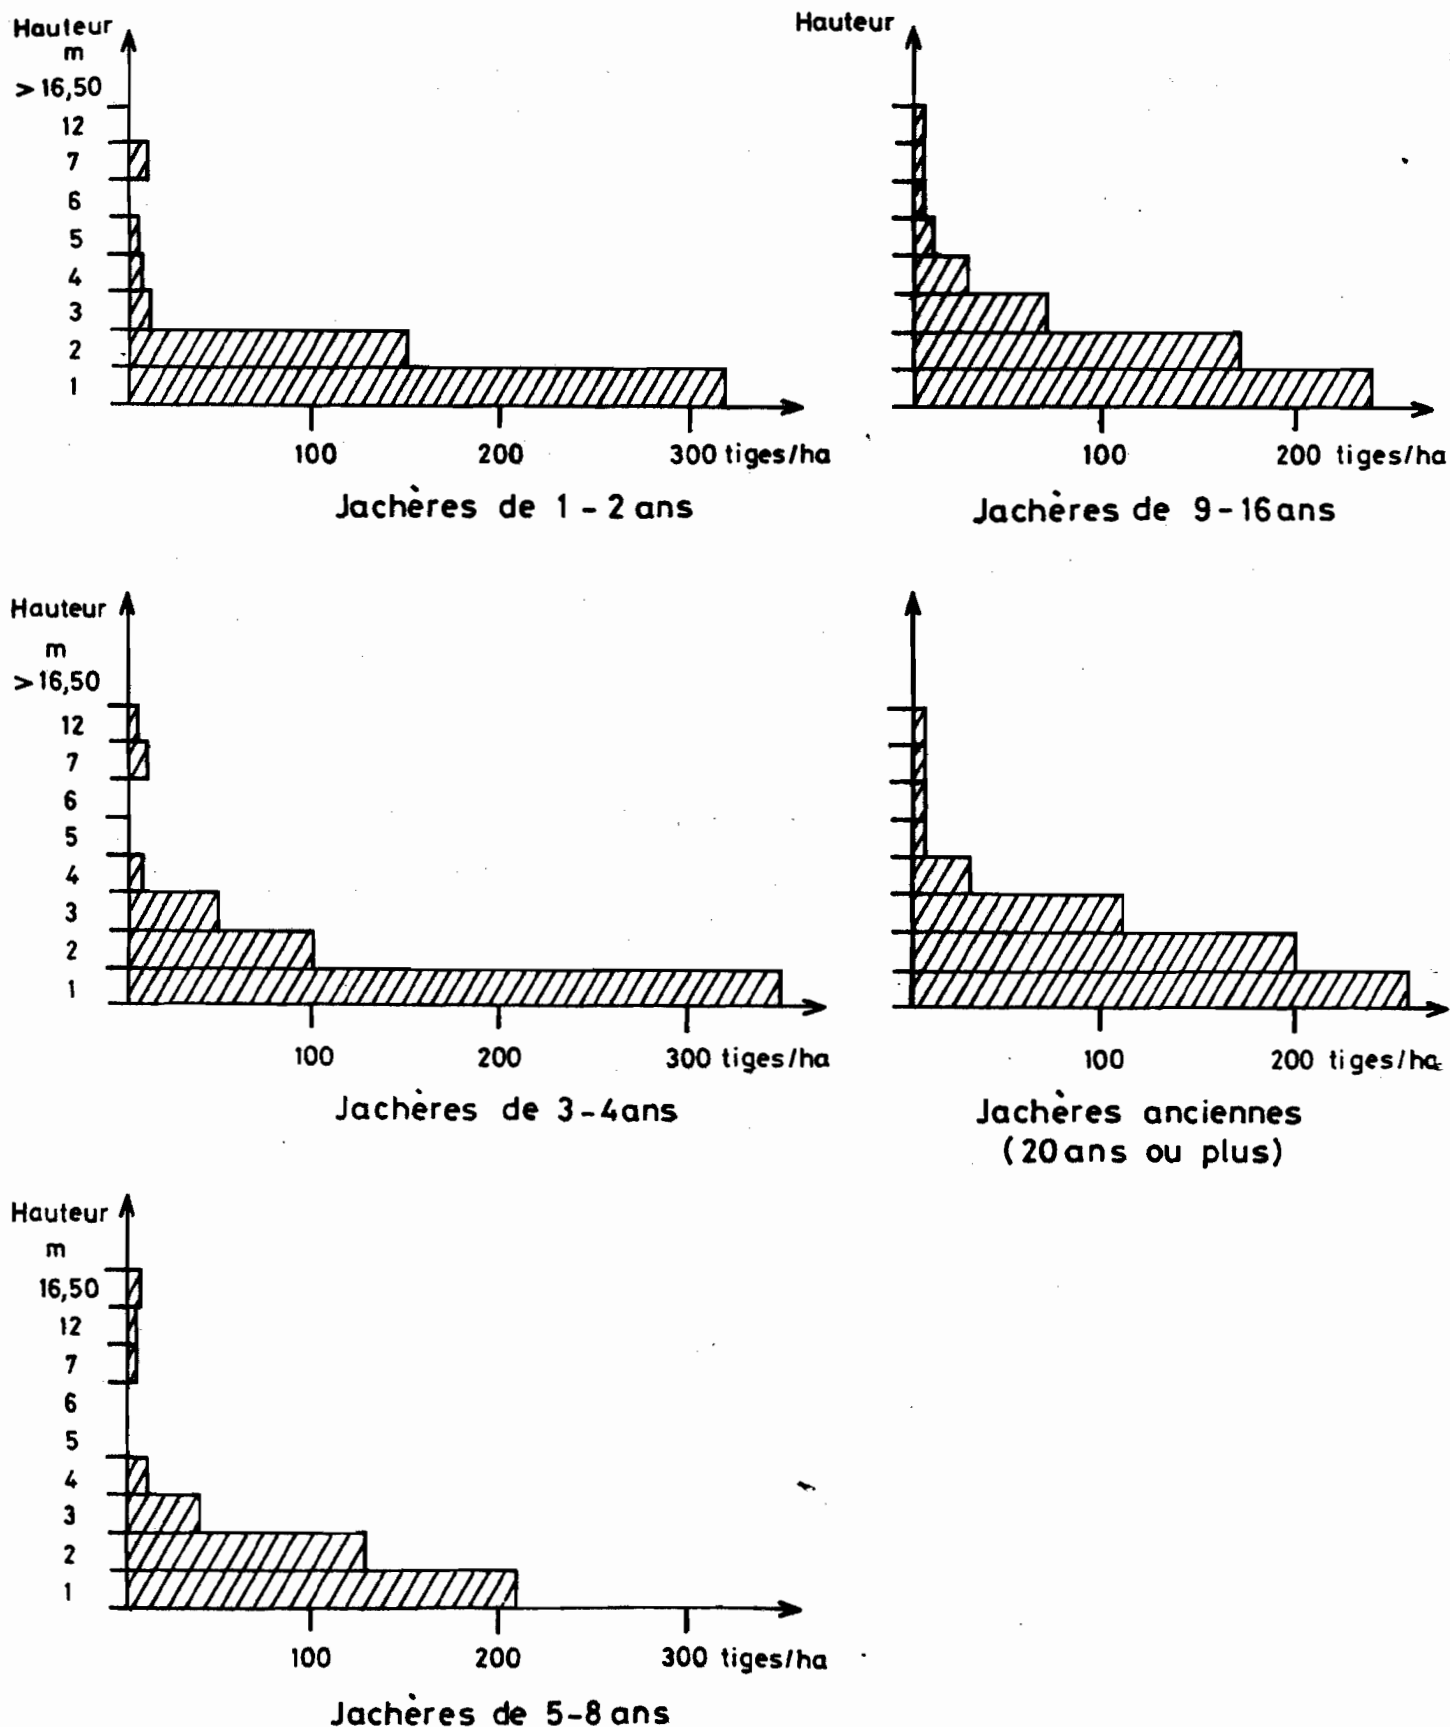 Hauteur
m
> 16,50
12
7
6
5
4
3
2
1
100 200 300 tiges/ha
Jachères de 1 - 2 ans
Hauteur
100 200 tiges/ha
Jachères de 9 - 16 ans
Hauteur
m
> 16,50
12
7
6
5
4
3
2
1
100 200 300 tiges/ha
Jachères de 3 - 4 ans
100 200 tiges/ha
Jachères anciennes
(20 ans ou plus)
Hauteur
m
16,50
12
7
6
5
4
3
2
1
100 200 300 tiges/ha
Jachères de 5-8 ans